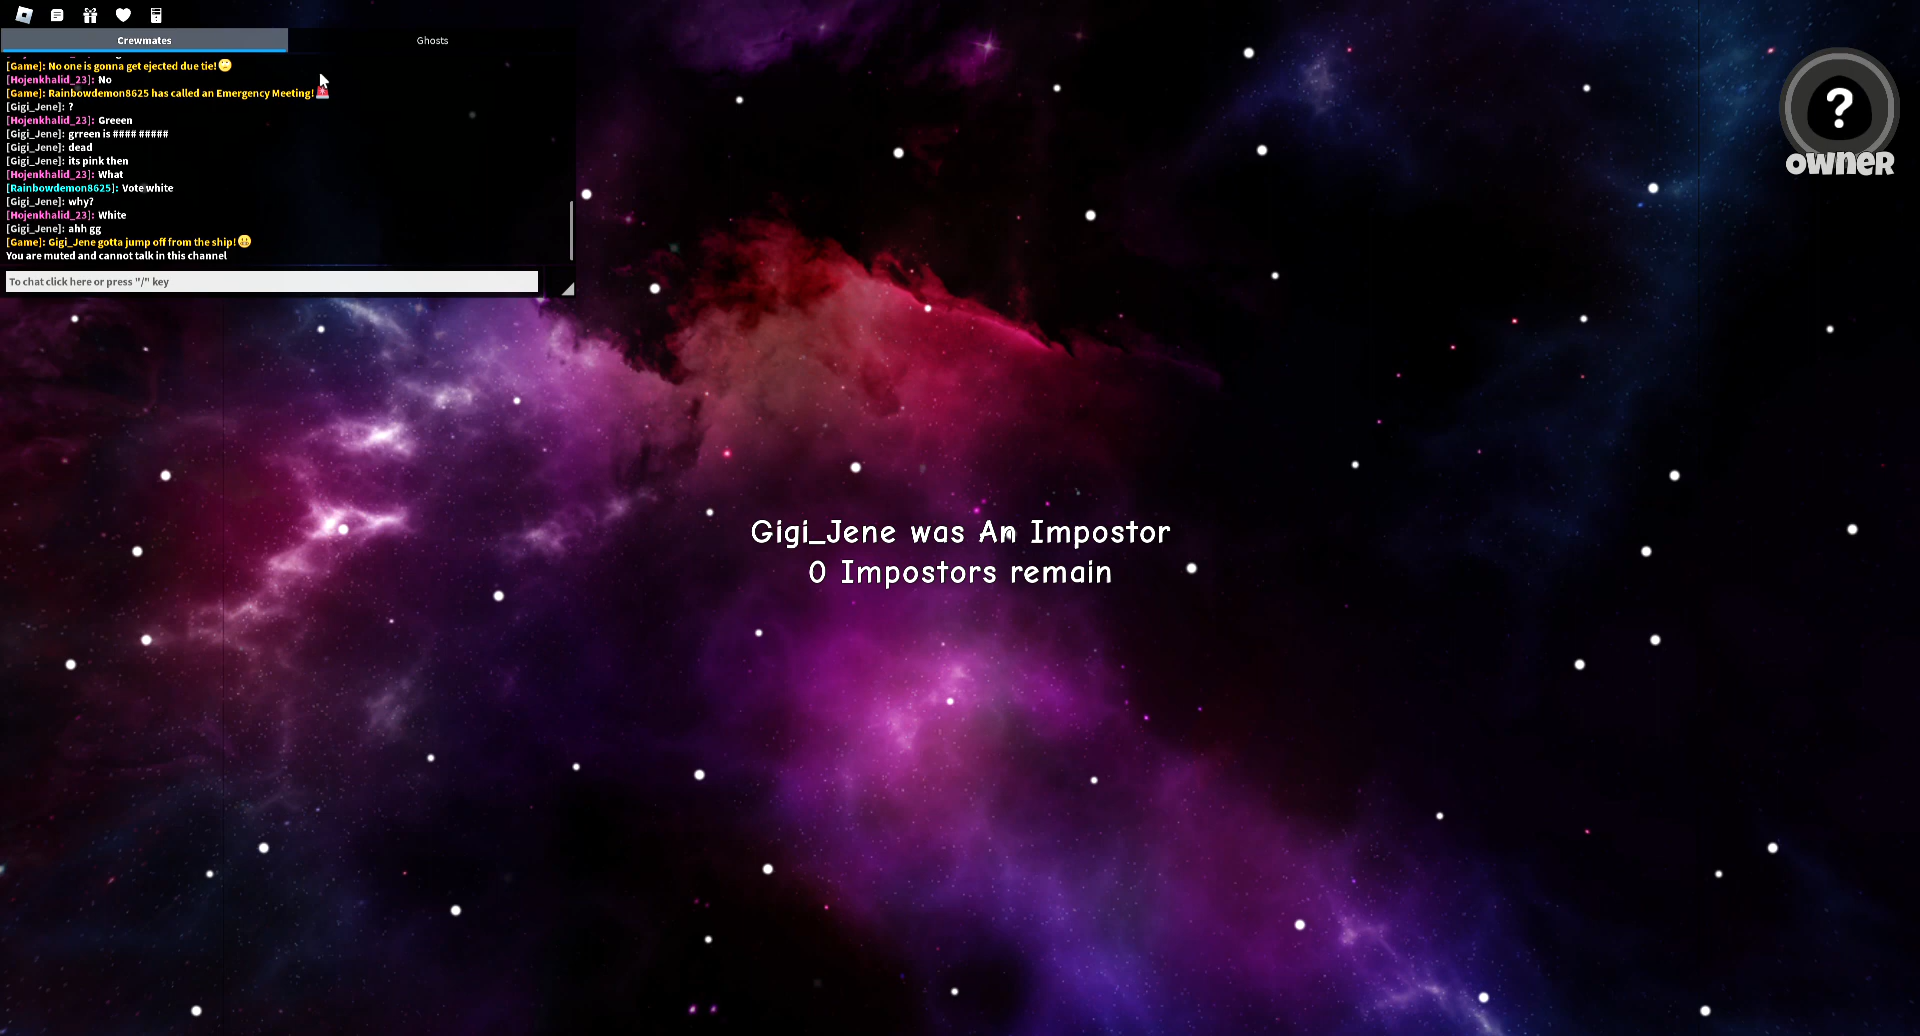 Crewmates
Ghosts
[Game]: No one is gonna get ejected due tie!🙄
[Hojenkhalid_23]: No
[Game]: Rainbowdemon8625 has called an Emergency Meeting!🚨
[Gigi_Jene]: ?
[Hojenkhalid_23]: Greeen
[Gigi_Jene]: grreen is #### #####
[Gigi_Jene]: dead
[Gigi_Jene]: its pink then
[Hojenkhalid_23]: What
[Rainbowdemon8625]: Vote white
[Gigi_Jene]: why?
[Hojenkhalid_23]: White
[Gigi_Jene]: ahh gg
[Game]: Gigi_Jene gotta jump off from the ship!😬
You are muted and cannot talk in this channel
To chat click here or press "/" key
?
OWNER
Gigi_Jene was An Impostor
0 Impostors remain